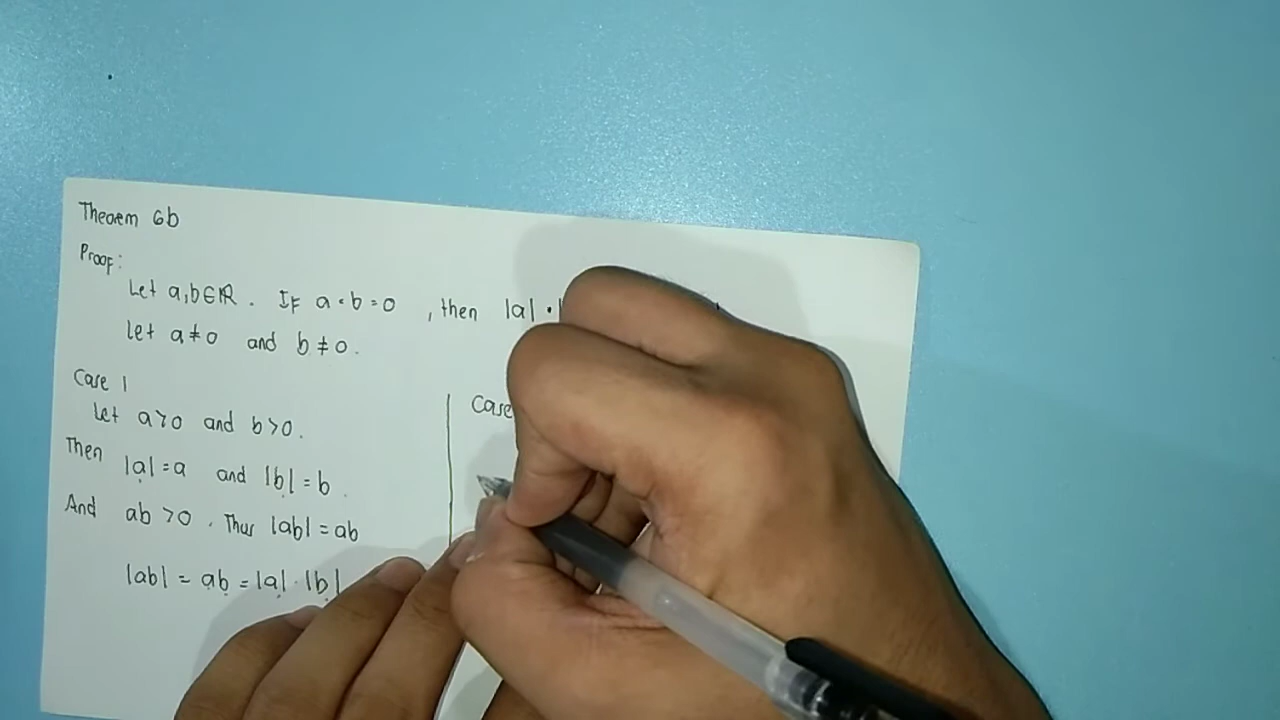 Theorem 6b
Proof:
Let a,b∈ℝ. If a·b=0, then |a|·|
Let a≠0 and b≠0.
Case 1
Let a>0 and b>0.
Then |a|=a and |b|=b.
And ab>0. Thus |ab|=ab
|ab| = ab = |a|·|b|
Case